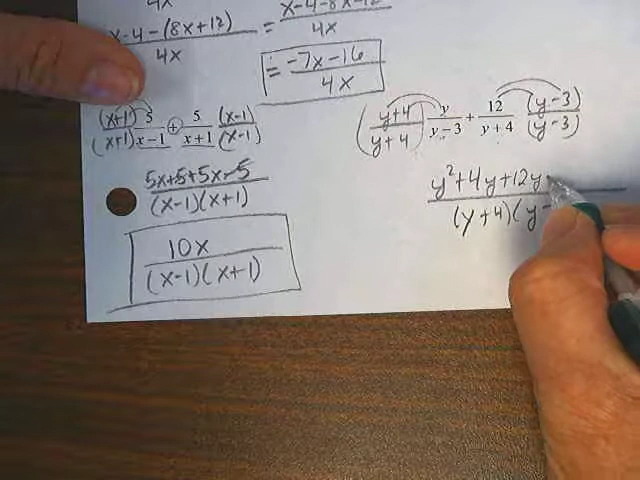 4x
x-4-(8x+12) / 4x = x-4-8x-12 / 4x
= -7x-16 / 4x
(x+1) / (x+1) 5 / x-1 + 5 / x+1 (x-1) / (x-1)
5x+5+5x-5 / (x-1)(x+1)
10x / (x-1)(x+1)
(y+4 / y+4) y / y-3 + 12 / y+4 (y-3) / (y-3)
y²+4y+12y / (y+4)(y-